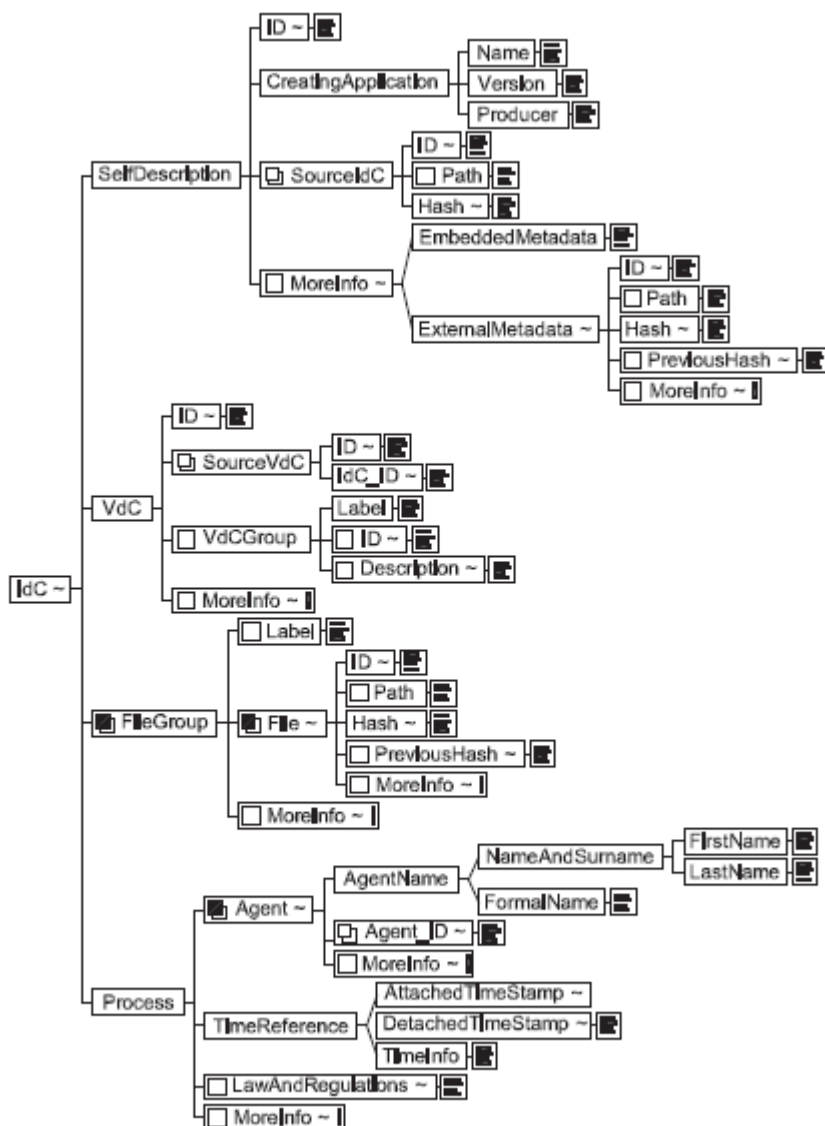 ID ~
CreatingApplication
Name
Version
Producer
SelfDescription
SourceIdC
ID ~
Path
Hash ~
MoreInfo ~
EmbeddedMetadata
ExternalMetadata ~
ID ~
Path
Hash ~
PreviousHash ~
MoreInfo ~
IdC ~
VdC
ID ~
SourceVdC
ID ~
IdC_ID ~
VdCGroup
Label
ID ~
Description ~
MoreInfo ~
FileGroup
Label
File ~
ID ~
Path
Hash ~
PreviousHash ~
MoreInfo ~
MoreInfo ~
Process
Agent ~
AgentName
NameAndSurname
FirstName
LastName
FormalName
Agent_ID ~
MoreInfo ~
TimeReference
AttachedTimeStamp ~
DetachedTimeStamp ~
TimeInfo
LawAndRegulations ~
MoreInfo ~